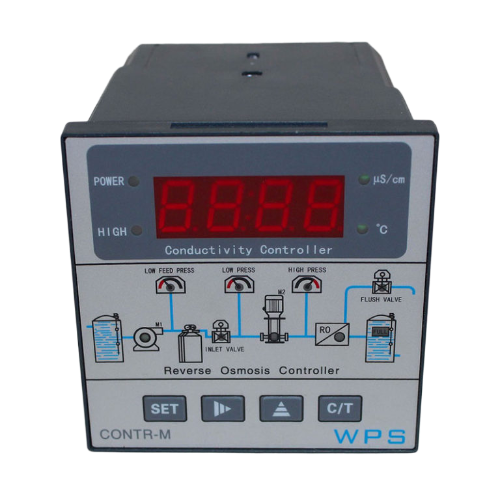 POWER
8888
μS/cm
HIGH
°C
Conductivity Controller
LOW FEED PRESS
LOW PRESS
HIGH PRESS
M2
FLUSH VALVE
M1
RO
INLET VALVE
Reverse Osmosis Controller
SET
C/T
CONTR-M
WPS